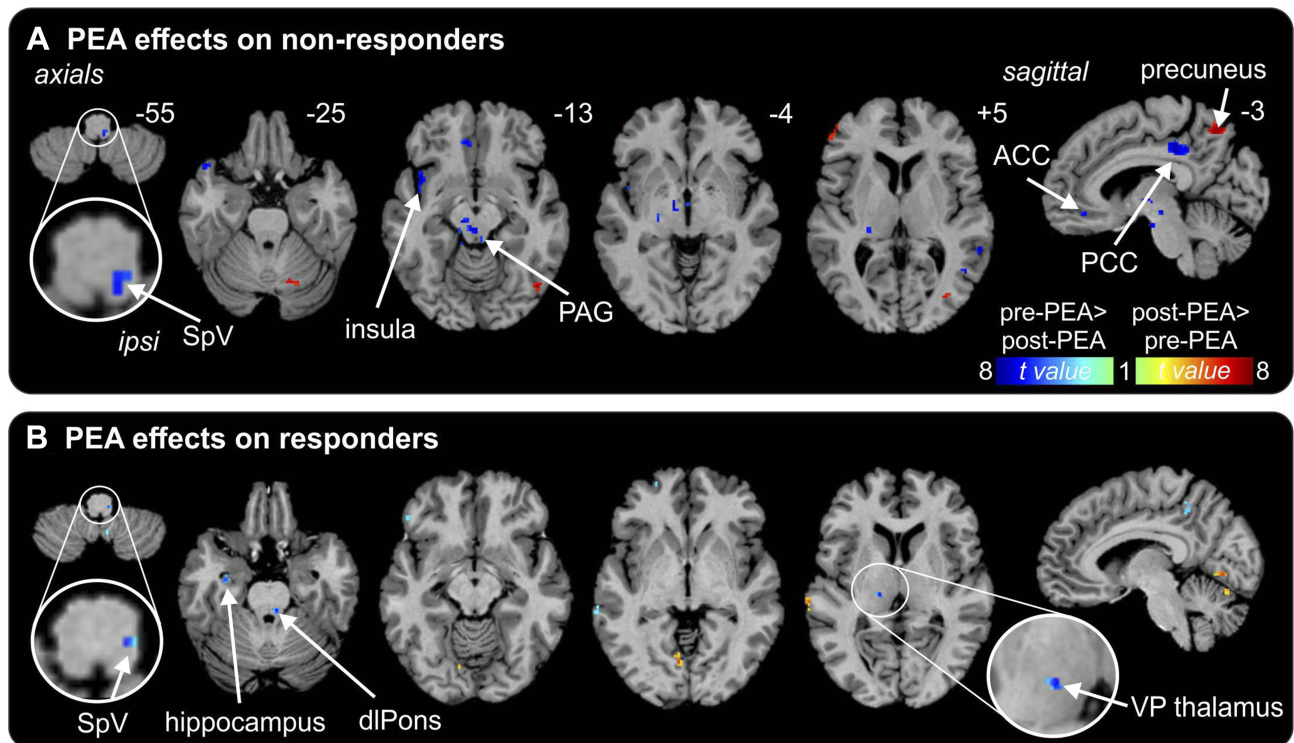 A PEA effects on non-responders
axials
sagittal
precuneus
-55
-25
-13
-4
+5
-3
ACC
PCC
insula
PAG
ipsi
SpV
pre-PEA>
post-PEA
post-PEA>
pre-PEA
8 t value 1 t value 8
B PEA effects on responders
SpV
hippocampus
dlPons
VP thalamus